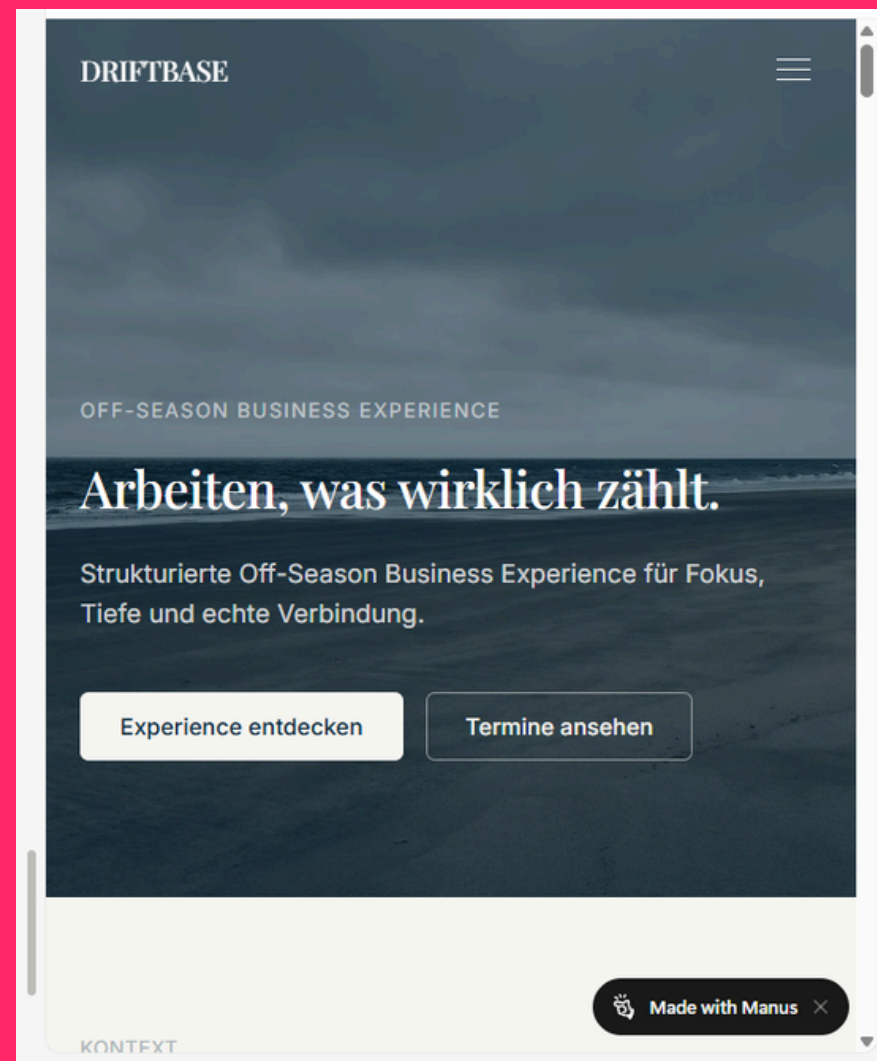 DRIFTBASE
OFF-SEASON BUSINESS EXPERIENCE
Arbeiten, was wirklich zählt.
Strukturierte Off-Season Business Experience für Fokus,
Tiefe und echte Verbindung.
Experience entdecken
Termine ansehen
Made with Manus
KONTEXT